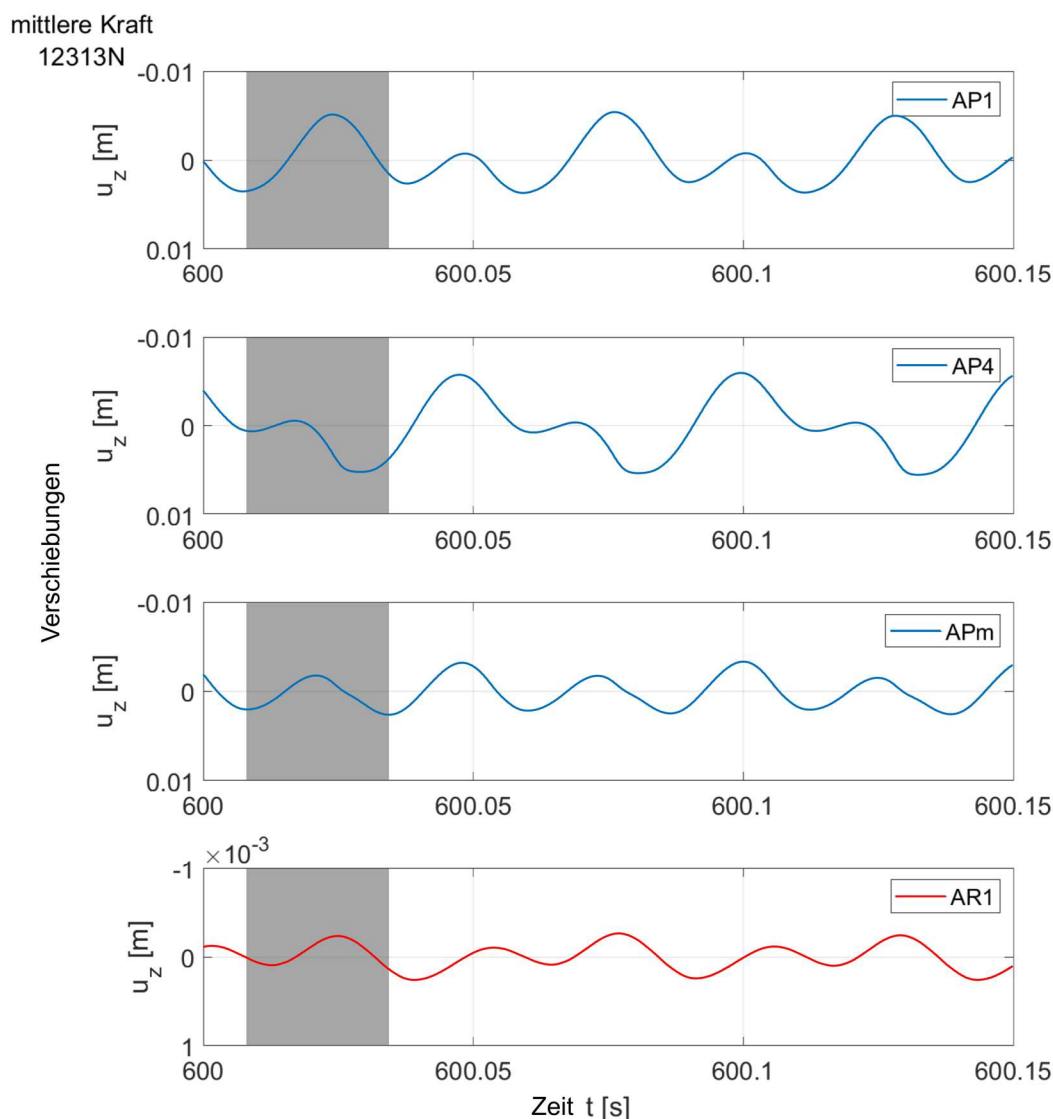 mittlere Kraft
12313N
-0.01
AP1
u_z [m]
0
0.01
600 600.05 600.1 600.15
-0.01
AP4
u_z [m]
0
0.01
600 600.05 600.1 600.15
Verschiebungen
-0.01
APm
u_z [m]
0
0.01
600 600.05 600.1 600.15
×10^-3
-1
AR1
u_z [m]
0
1
600 600.05 600.1 600.15
Zeit t [s]